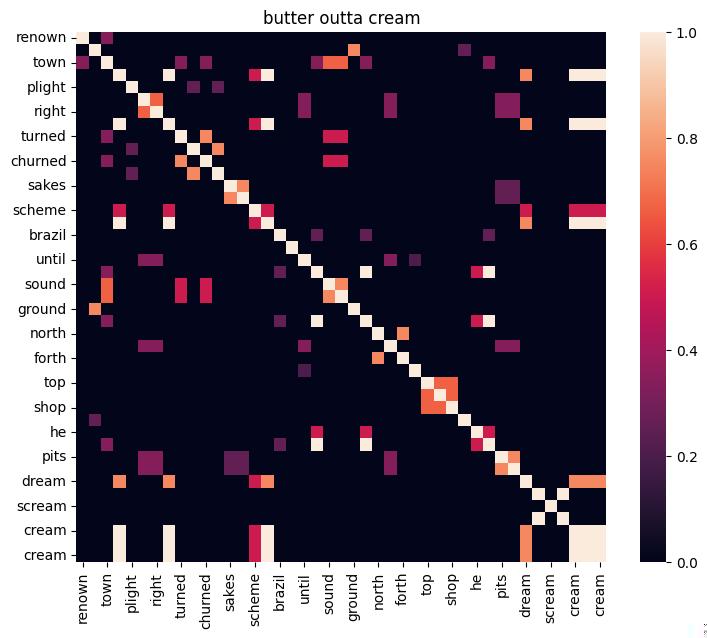 butter outta cream
renown
town
plight
right
turned
churned
sakes
scheme
brazil
until
sound
ground
north
forth
top
shop
he
pits
dream
scream
cream
cream
1.0
0.8
0.6
0.4
0.2
0.0
renown
town
plight
right
turned
churned
sakes
scheme
brazil
until
sound
ground
north
forth
top
shop
he
pits
dream
scream
cream
cream